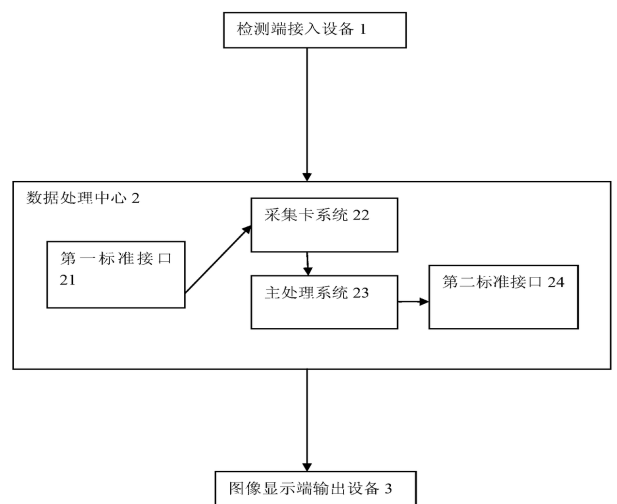 检测端接入设备 1
数据处理中心 2
采集卡系统 22
第一标准接口
21
主处理系统 23
第二标准接口 24
图像显示端输出设备 3